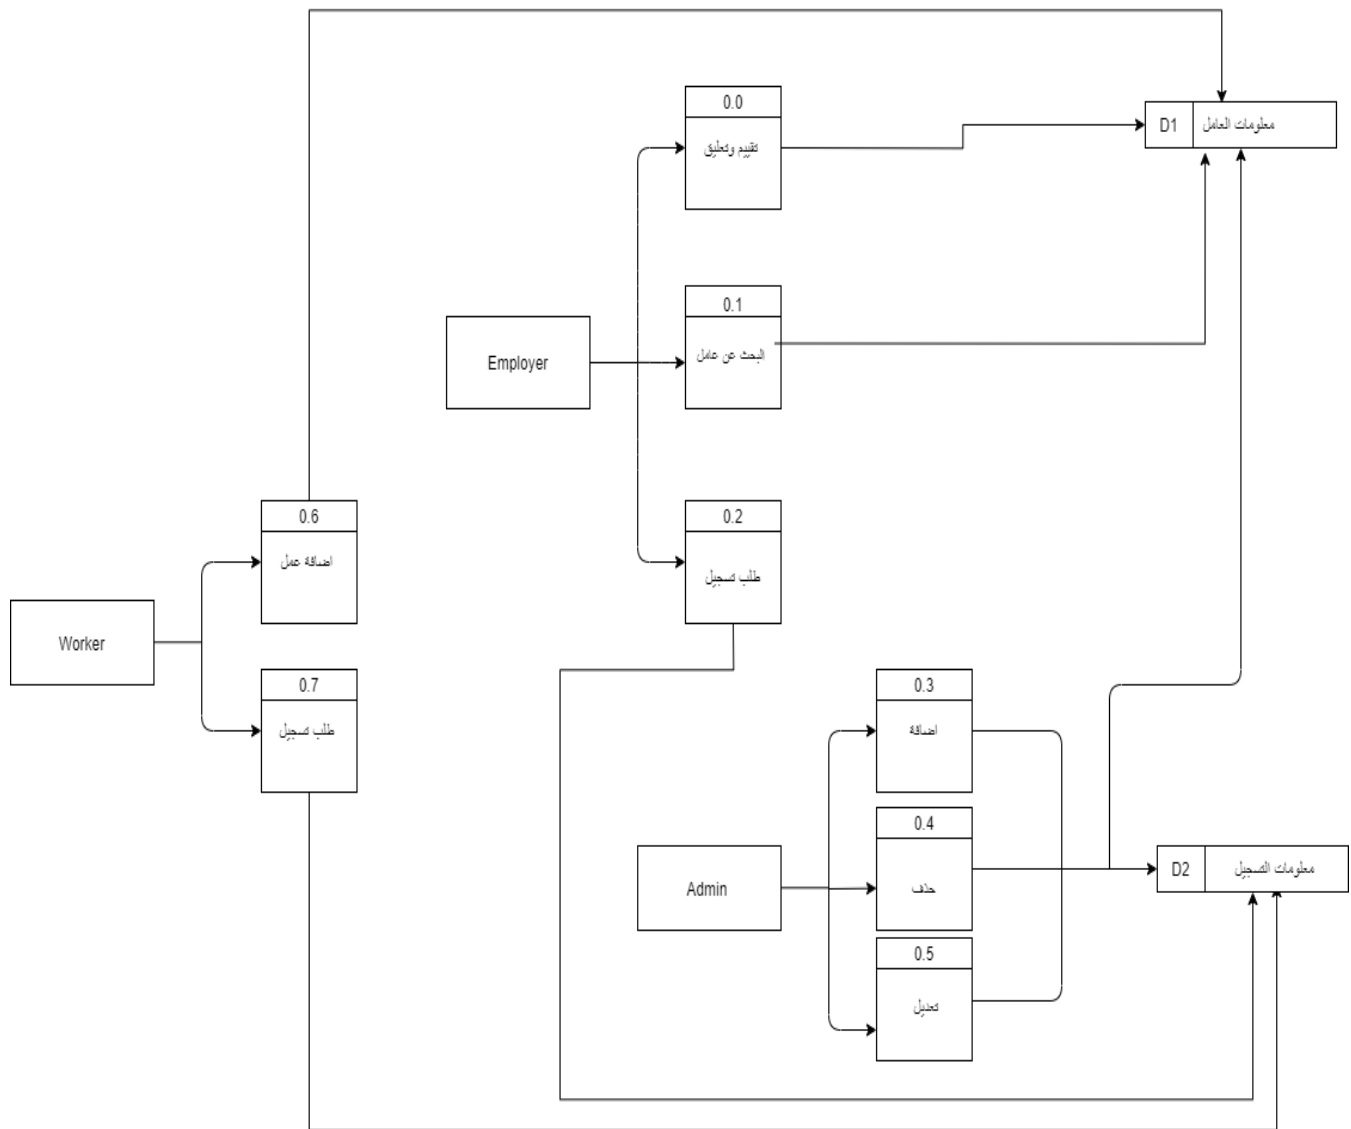 0.0
تقييم وتعليق
D1
معلومات العامل
0.1
البحث عن عامل
Employer
0.6
اضافة عمل
0.2
طلب تسجيل
Worker
0.7
طلب تسجيل
0.3
اضافة
0.4
حذف
Admin
D2
معلومات التسجيل
0.5
تعديل